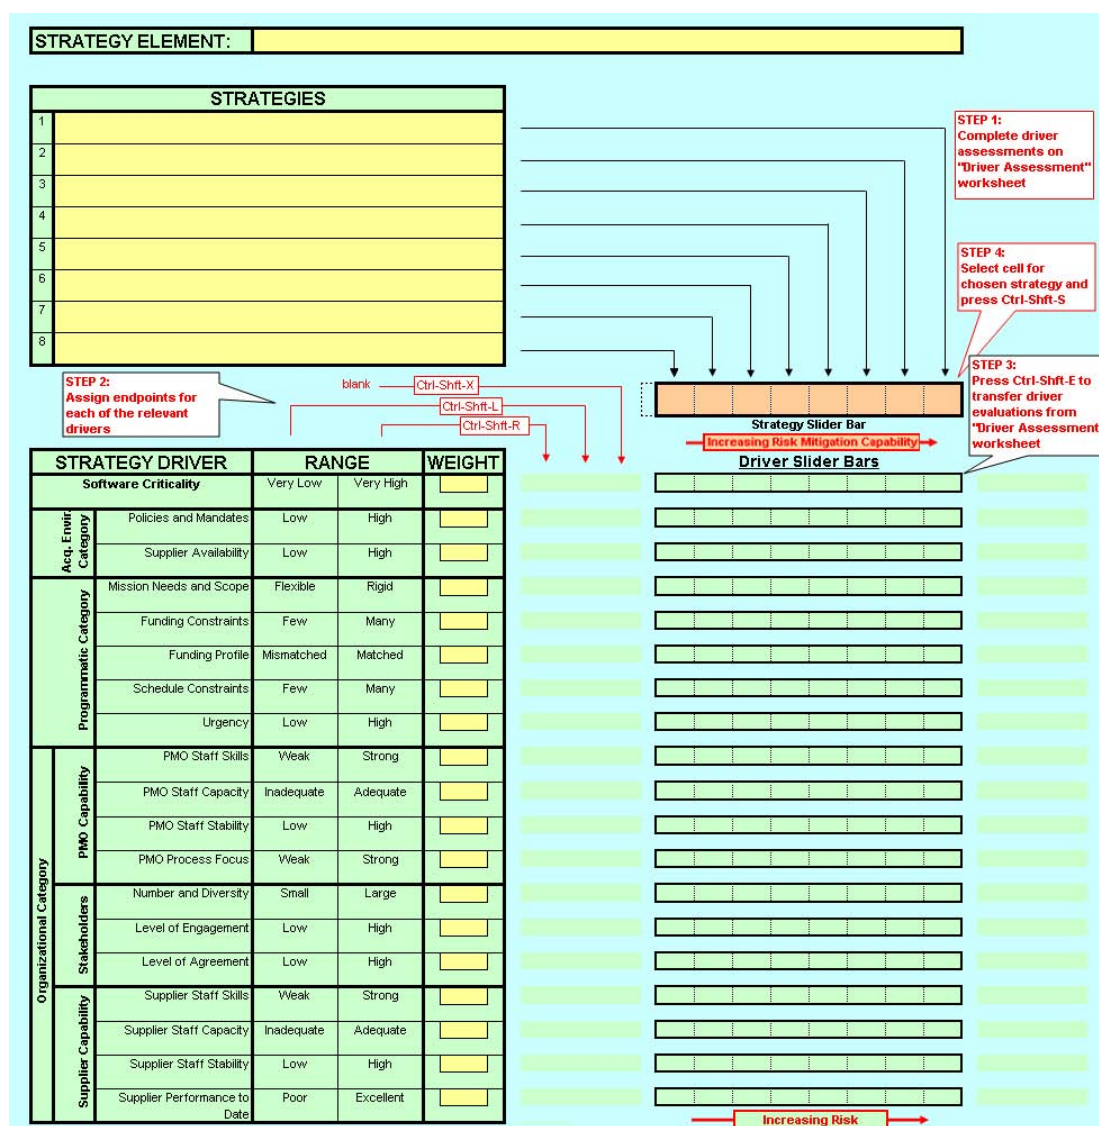 STRATEGY ELEMENT:
STRATEGIES
1
2
3
4
5
6
7
8
STEP 1:
Complete driver
assessments on
"Driver Assessment"
worksheet
STEP 4:
Select cell for
chosen strategy and
press Ctrl-Shft-S
STEP 2:
Assign endpoints for
each of the relevant
drivers
blank
Ctrl-Shft-X
Ctrl-Shft-L
Ctrl-Shft-R
STEP 3:
Press Ctrl-Shft-E to
transfer driver
evaluations from
"Driver Assessment
worksheet
Strategy Slider Bar
Increasing Risk Mitigation Capability
Driver Slider Bars
STRATEGY DRIVER RANGE WEIGHT
Software Criticality Very Low Very High
Acq. Envir.
Category
Policies and Mandates Low High
Supplier Availability Low High
Programmatic Category
Mission Needs and Scope Flexible Rigid
Funding Constraints Few Many
Funding Profile Mismatched Matched
Schedule Constraints Few Many
Urgency Low High
Organizational Category
PMO Capability
PMO Staff Skills Weak Strong
PMO Staff Capacity Inadequate Adequate
PMO Staff Stability Low High
PMO Process Focus Weak Strong
Stakeholders
Number and Diversity Small Large
Level of Engagement Low High
Level of Agreement Low High
Supplier Capability
Supplier Staff Skills Weak Strong
Supplier Staff Capacity Inadequate Adequate
Supplier Staff Stability Low High
Supplier Performance to Poor Excellent
Date
Increasing Risk